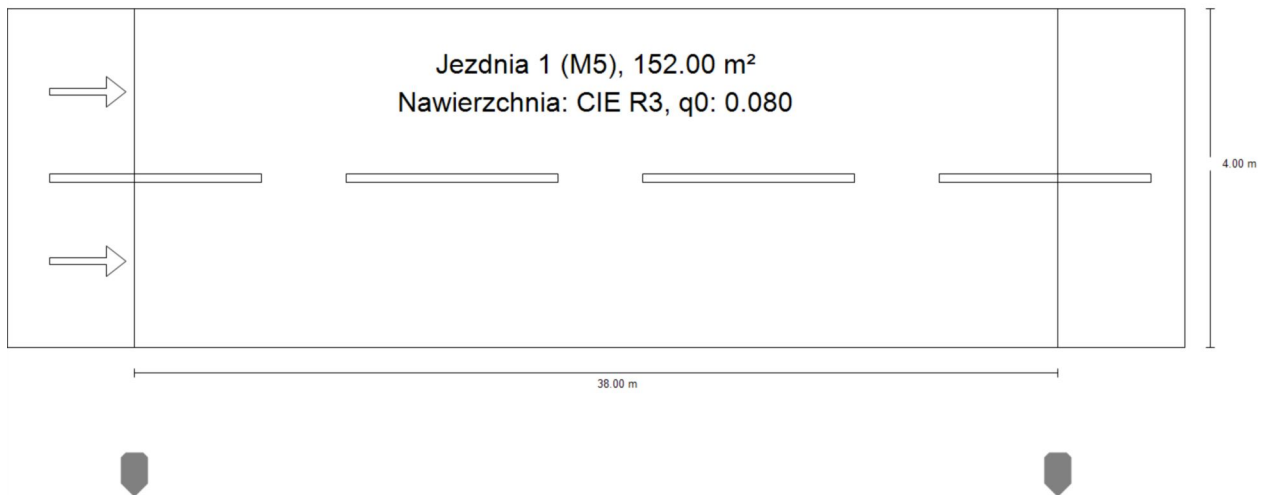 Jezdnia 1 (M5), 152.00 m²
Nawierzchnia: CIE R3, q0: 0.080
4.00 m
38.00 m